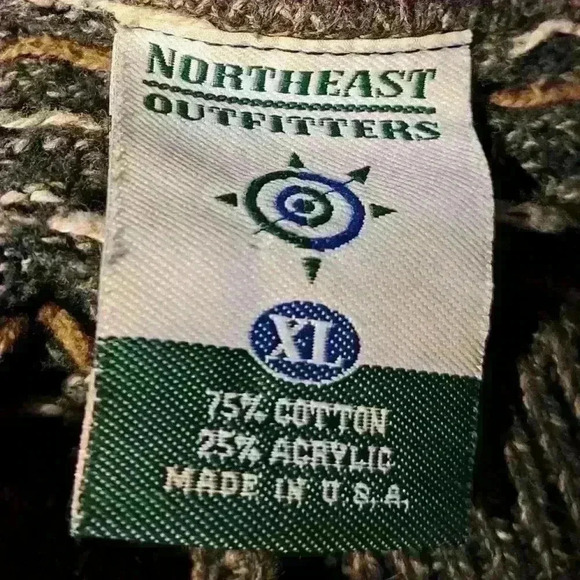 NORTHEAST
OUTFITTERS
XL
75% COTTON
25% ACRYLIC
MADE IN U.S.A.